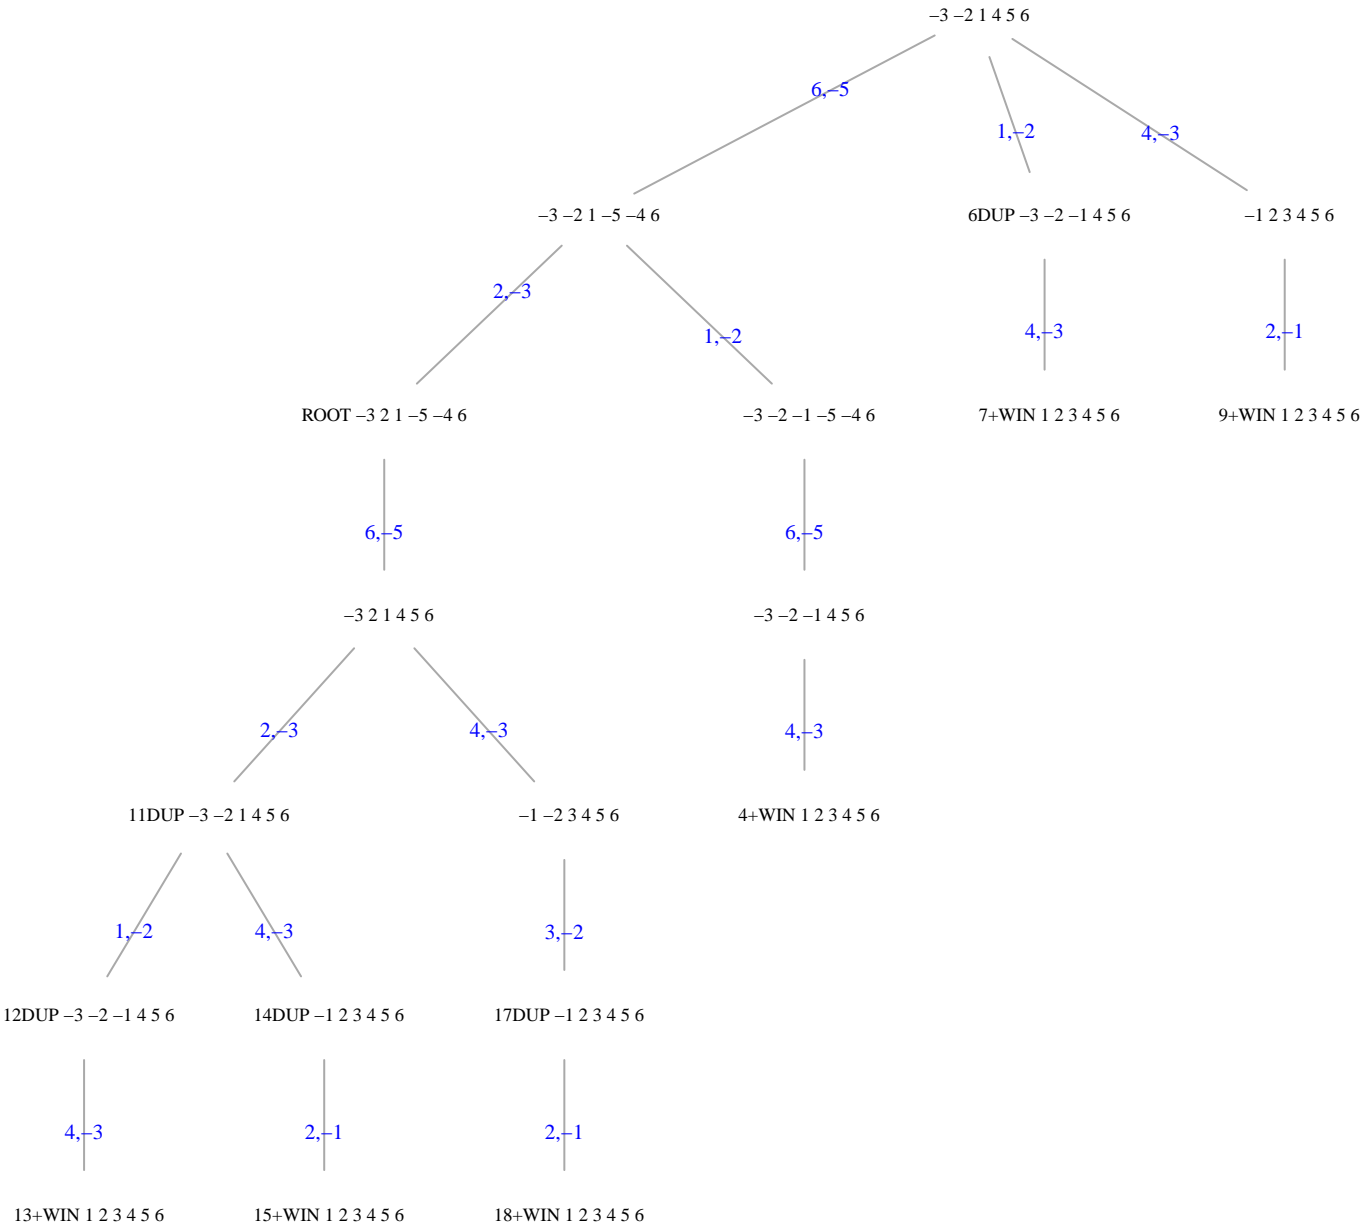 –3 –2 1 4 5 6
6,–5
1,–2
4,–3
–3 –2 1 –5 –4 6
6DUP –3 –2 –1 4 5 6
–1 2 3 4 5 6
2,–3
1,–2
4,–3
2,–1
ROOT –3 2 1 –5 –4 6
–3 –2 –1 –5 –4 6
7+WIN 1 2 3 4 5 6
9+WIN 1 2 3 4 5 6
6,–5
6,–5
–3 2 1 4 5 6
–3 –2 –1 4 5 6
2,–3
4,–3
4,–3
11DUP –3 –2 1 4 5 6
–1 –2 3 4 5 6
4+WIN 1 2 3 4 5 6
1,–2
4,–3
3,–2
12DUP –3 –2 –1 4 5 6
14DUP –1 2 3 4 5 6
17DUP –1 2 3 4 5 6
4,–3
2,–1
2,–1
13+WIN 1 2 3 4 5 6
15+WIN 1 2 3 4 5 6
18+WIN 1 2 3 4 5 6